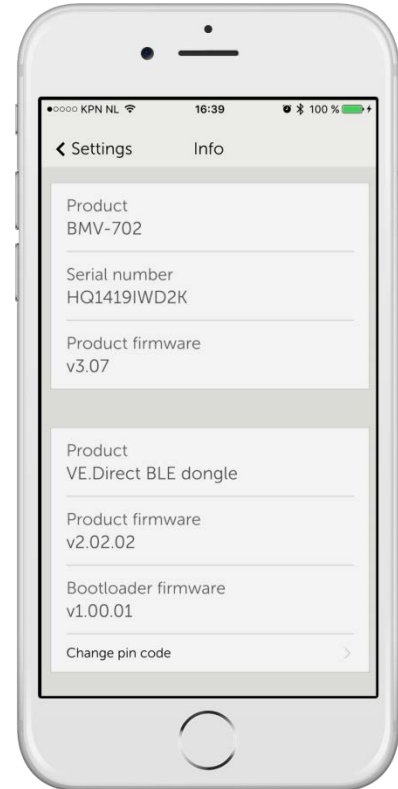 ●○○○○ KPN NL 16:39 100 %
Settings Info
Product
BMV-702
Serial number
HQ1419IWD2K
Product firmware
v3.07
Product
VE.Direct BLE dongle
Product firmware
v2.02.02
Bootloader firmware
v1.00.01
Change pin code